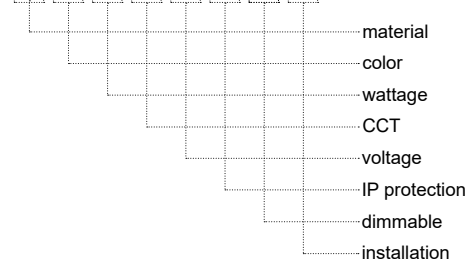 material
color
wattage
CCT
voltage
IP protection
dimmable
installation